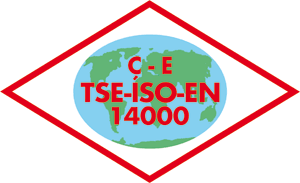 Ç - E
TSE-İSO-EN
14000